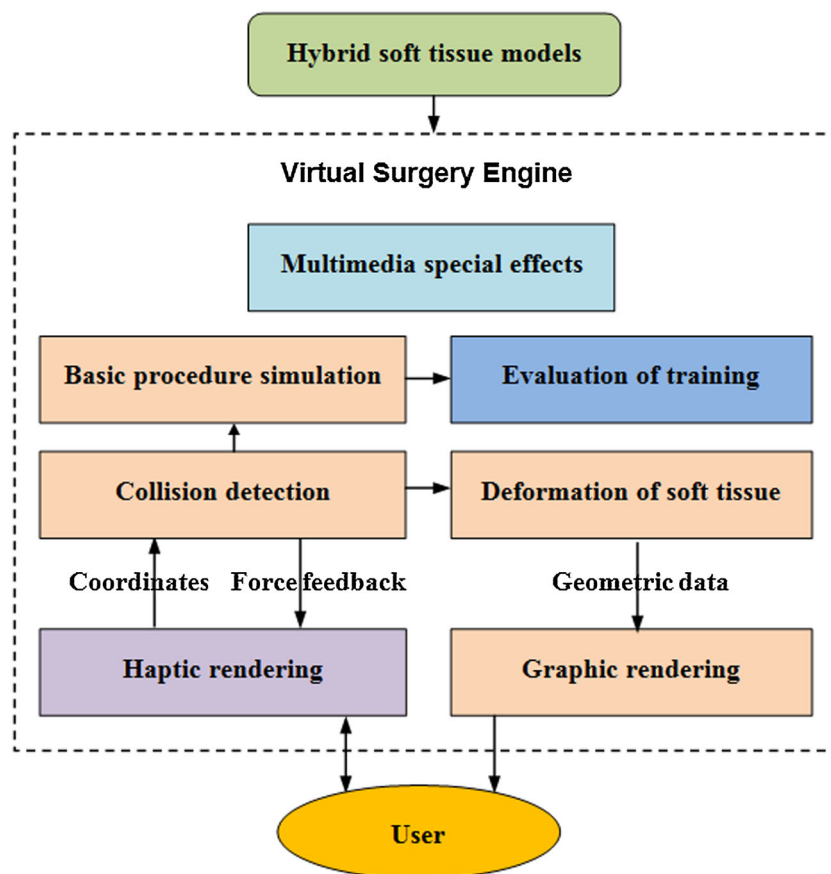 Hybrid soft tissue models
Virtual Surgery Engine
Multimedia special effects
Basic procedure simulation
Evaluation of training
Collision detection
Deformation of soft tissue
Coordinates
Force feedback
Geometric data
Haptic rendering
Graphic rendering
User